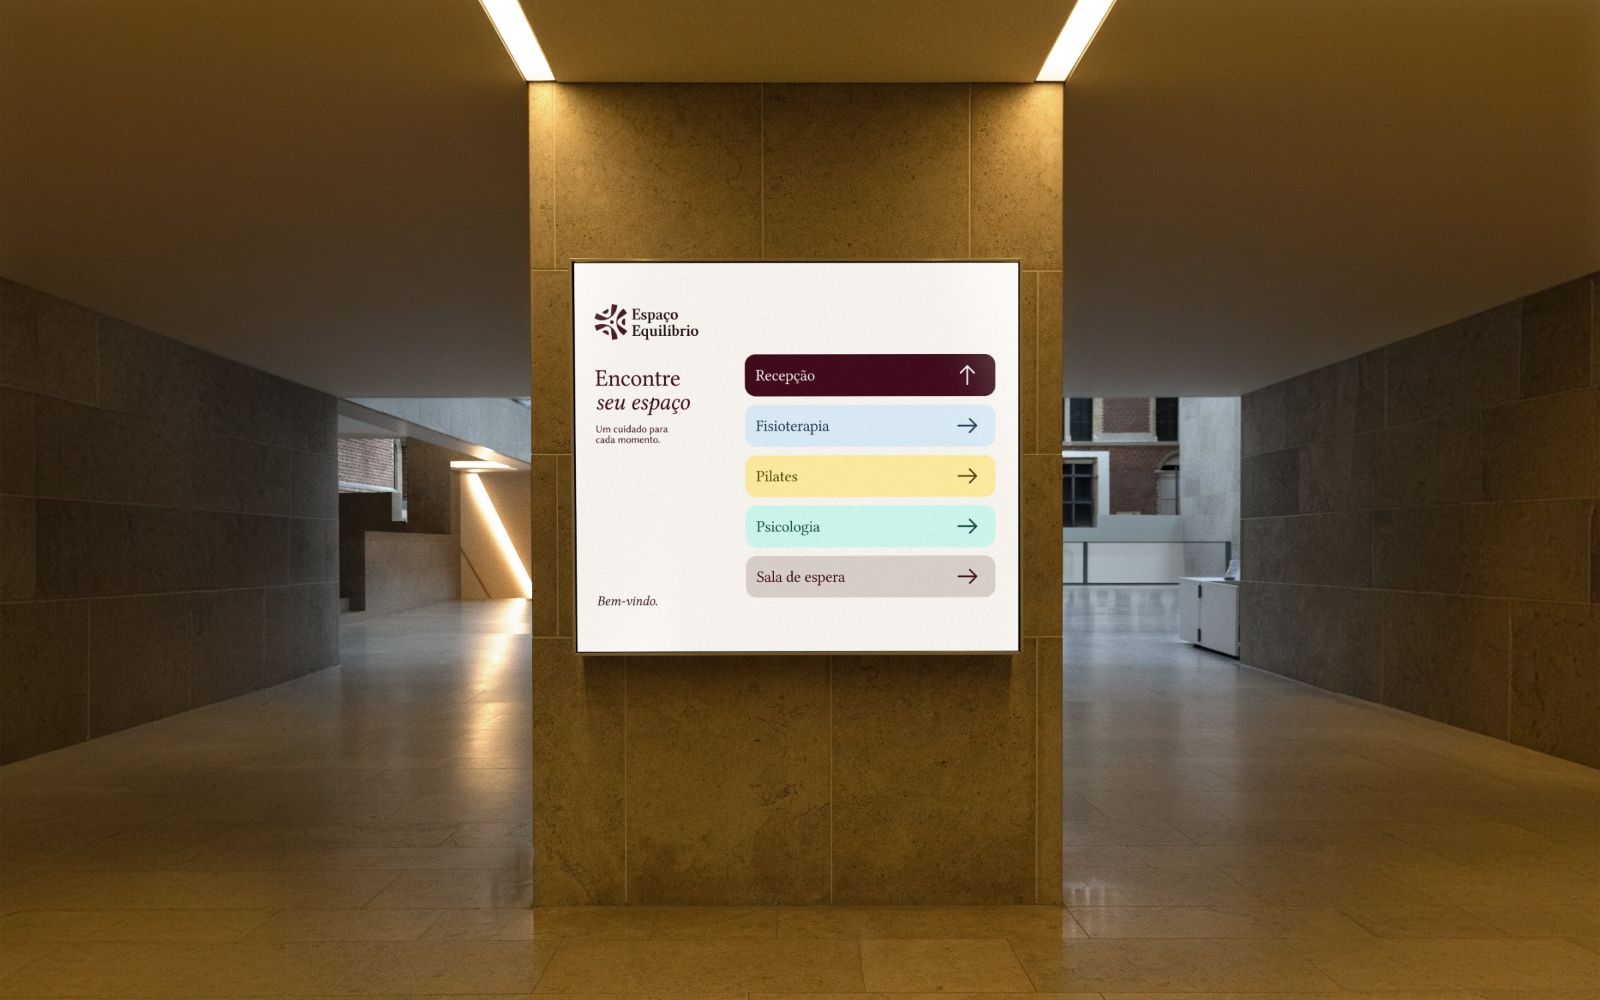 Espaço
Equilíbrio
Encontre
seu espaço
Um cuidado para
cada momento.
Recepção
Fisioterapia
Pilates
Psicologia
Sala de espera
Bem-vindo.